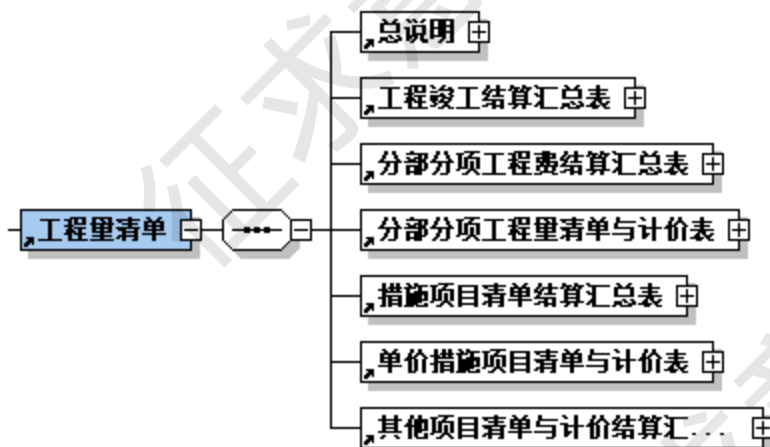 总说明
工程竣工结算汇总表
分部分项工程费结算汇总表
工程量清单
分部分项工程量清单与计价表
措施项目清单结算汇总表
单价措施项目清单与计价表
其他项目清单与计价结算汇...
征求意